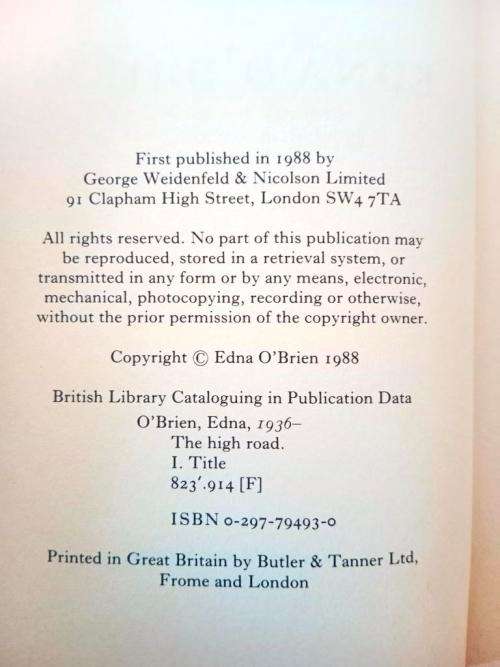 First published in 1988 by
George Weidenfeld & Nicolson Limited
91 Clapham High Street, London SW4 7TA
All rights reserved. No part of this publication may
be reproduced, stored in a retrieval system, or
transmitted in any form or by any means, electronic,
mechanical, photocopying, recording or otherwise,
without the prior permission of the copyright owner.
Copyright © Edna O'Brien 1988
British Library Cataloguing in Publication Data
O'Brien, Edna, 1936–
The high road.
I. Title
823′.914 [F]
ISBN 0-297-79493-0
Printed in Great Britain by Butler & Tanner Ltd,
Frome and London